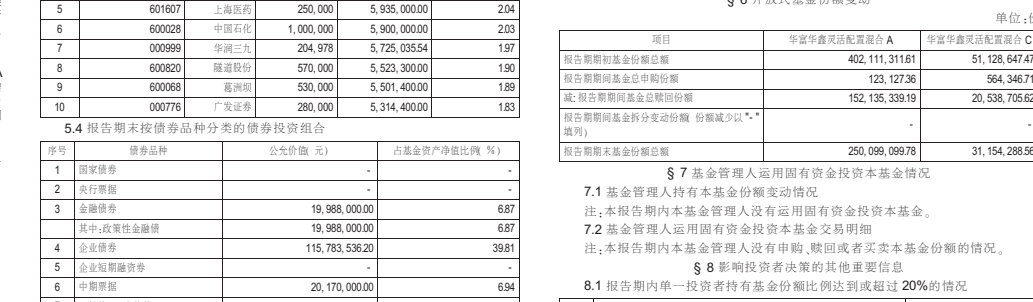 5 601607 上海医药 250,000 5,935,000.00 2.04
6 600028 中国石化 1,000,000 5,900,000.00 2.03
7 000999 华润三九 204,978 5,725,035.54 1.97
8 600820 隧道股份 570,000 5,523,300.00 1.90
9 600068 葛洲坝 530,000 5,501,400.00 1.89
10 000776 广发证券 280,000 5,314,400.00 1.83
5.4 报告期末按债券品种分类的债券投资组合
序号 债券品种 公允价值( 元) 占基金资产净值比例( %)
1 国家债券 - -
2 央行票据 - -
3 金融债券 19,988,000.00 6.87
其中:政策性金融债 19,988,000.00 6.87
4 企业债券 115,783,536.20 39.81
5 企业短期融资券 - -
6 中期票据 20,170,000.00 6.94
§ 6 开放式基金份额变动
单位:
项目 华富华鑫灵活配置混合 A 华富华鑫灵活配置混合 C
报告期期初基金份额总额 402,111,311.61 51,128,647.47
报告期期间基金总申购份额 123,127.36 564,346.71
减:报告期期间基金总赎回份额 152,135,339.19 20,538,705.62
报告期期间基金拆分变动份额( 份额减少以"-"
填列) - -
报告期期末基金份额总额 250,099,099.78 31,154,288.56
§ 7 基金管理人运用固有资金投资本基金情况
7.1 基金管理人持有本基金份额变动情况
注:本报告期内本基金管理人没有运用固有资金投资本基金。
7.2 基金管理人运用固有资金投资本基金交易明细
注:本报告期内本基金管理人没有申购、赎回或者买卖本基金份额的情况。
§ 8 影响投资者决策的其他重要信息
8.1 报告期内单一投资者持有基金份额比例达到或超过 20%的情况